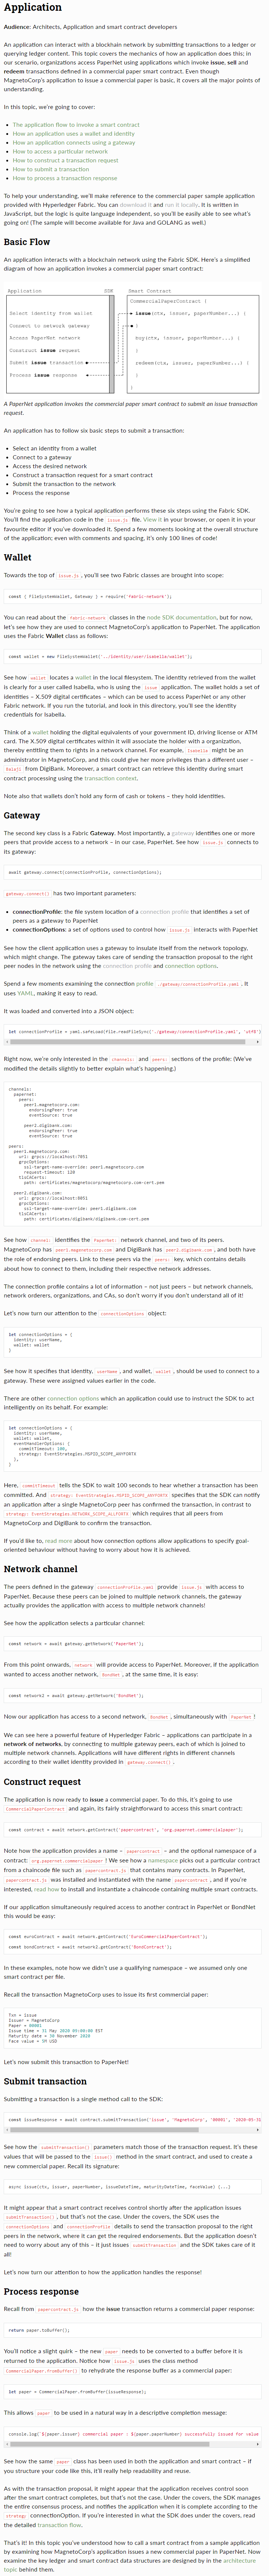 Application
Audience: Architects, Application and smart contract developers
An application can interact with a blockchain network by submitting transactions to a ledger or
querying ledger content. This topic covers the mechanics of how an application does this; in
our scenario, organizations access PaperNet using applications which invoke issue, sell and
redeem transactions defined in a commercial paper smart contract. Even though
MagnetoCorp's application to issue a commercial paper is basic, it covers all the major points of
understanding.
In this topic, we're going to cover:
The application flow to invoke a smart contract
How an application uses a wallet and identity
How an application connects using a gateway
How to access a particular network
How to construct a transaction request
How to submit a transaction
How to process a transaction response
To help your understanding, we'll make reference to the commercial paper sample application
provided with Hyperledger Fabric. You can download it and run it locally. It is written in
JavaScript, but the logic is quite language independent, so you'll be easily able to see what's
going on! (The sample will become available for Java and GOLANG as well.)
Basic Flow
An application interacts with a blockchain network using the Fabric SDK. Here's a simplified
diagram of how an application invokes a commercial paper smart contract:
Application SDK Smart Contract
CommercialPaperContract {
Select identity from wallet issue(ctx, issuer, paperNumber...) {
Connect to network gateway }
Access PaperNet network buy(ctx, issuer, paperNumber...) {
Construct issue request }
Submit issue transaction redeem(ctx, issuer, paperNumber...) {
Process issue response }
}
A PaperNet application invokes the commercial paper smart contract to submit an issue transaction
request.
An application has to follow six basic steps to submit a transaction:
Select an identity from a wallet
Connect to a gateway
Access the desired network
Construct a transaction request for a smart contract
Submit the transaction to the network
Process the response
You're going to see how a typical application performs these six steps using the Fabric SDK.
You'll find the application code in the issue.js file. View it in your browser, or open it in your
favourite editor if you've downloaded it. Spend a few moments looking at the overall structure
of the application; even with comments and spacing, it's only 100 lines of code!
Wallet
Towards the top of issue.js, you'll see two Fabric classes are brought into scope:
const { FileSystemWallet, Gateway } = require('fabric-network');
You can read about the fabric-network classes in the node SDK documentation, but for now,
let's see how they are used to connect MagnetoCorp's application to PaperNet. The application
uses the Fabric Wallet class as follows:
const wallet = new FileSystemWallet('../identity/user/isabella/wallet');
See how wallet locates a wallet in the local filesystem. The identity retrieved from the wallet
is clearly for a user called Isabella, who is using the issue application. The wallet holds a set of
identities – X.509 digital certificates – which can be used to access PaperNet or any other
Fabric network. If you run the tutorial, and look in this directory, you'll see the identity
credentials for Isabella.
Think of a wallet holding the digital equivalents of your government ID, driving license or ATM
card. The X.509 digital certificates within it will associate the holder with a organization,
thereby entitling them to rights in a network channel. For example, Isabella might be an
administrator in MagnetoCorp, and this could give her more privileges than a different user –
Balaji from DigiBank. Moreover, a smart contract can retrieve this identity during smart
contract processing using the transaction context.
Note also that wallets don't hold any form of cash or tokens – they hold identities.
Gateway
The second key class is a Fabric Gateway. Most importantly, a gateway identifies one or more
peers that provide access to a network – in our case, PaperNet. See how issue.js connects to
its gateway:
await gateway.connect(connectionProfile, connectionOptions);
gateway.connect() has two important parameters:
connectionProfile: the file system location of a connection profile that identifies a set of
peers as a gateway to PaperNet
connectionOptions: a set of options used to control how issue.js interacts with PaperNet
See how the client application uses a gateway to insulate itself from the network topology,
which might change. The gateway takes care of sending the transaction proposal to the right
peer nodes in the network using the connection profile and connection options.
Spend a few moments examining the connection profile ./gateway/connectionProfile.yaml. It
uses YAML, making it easy to read.
It was loaded and converted into a JSON object:
let connectionProfile = yaml.safeLoad(file.readFileSync('./gateway/connectionProfile.yaml', 'utf8')
Right now, we're only interested in the channels: and peers: sections of the profile: (We've
modified the details slightly to better explain what's happening.)
channels:
papernet:
peers:
peer1.magnetocorp.com:
endorsingPeer: true
eventSource: true
peer2.digibank.com:
endorsingPeer: true
eventSource: true
peers:
peer1.magnetocorp.com:
url: grpcs://localhost:7051
grpcOptions:
ssl-target-name-override: peer1.magnetocorp.com
request-timeout: 120
tlsCACerts:
path: certificates/magnetocorp/magnetocorp.com-cert.pem
peer2.digibank.com:
url: grpcs://localhost:8051
grpcOptions:
ssl-target-name-override: peer1.digibank.com
tlsCACerts:
path: certificates/digibank/digibank.com-cert.pem
See how channel: identifies the PaperNet: network channel, and two of its peers.
MagnetoCorp has peer1.magenetocorp.com and DigiBank has peer2.digibank.com, and both have
the role of endorsing peers. Link to these peers via the peers: key, which contains details
about how to connect to them, including their respective network addresses.
The connection profile contains a lot of information – not just peers – but network channels,
network orderers, organizations, and CAs, so don't worry if you don't understand all of it!
Let's now turn our attention to the connectionOptions object:
let connectionOptions = {
identity: userName,
wallet: wallet
}
See how it specifies that identity, userName, and wallet, wallet, should be used to connect to a
gateway. These were assigned values earlier in the code.
There are other connection options which an application could use to instruct the SDK to act
intelligently on its behalf. For example:
let connectionOptions = {
identity: userName,
wallet: wallet,
eventHandlerOptions: {
commitTimeout: 100,
strategy: EventStrategies.MSPID_SCOPE_ANYFORTX
},
}
Here, commitTimeout tells the SDK to wait 100 seconds to hear whether a transaction has been
committed. And strategy: EventStrategies.MSPID_SCOPE_ANYFORTX specifies that the SDK can notify
an application after a single MagnetoCorp peer has confirmed the transaction, in contrast to
strategy: EventStrategies.NETWORK_SCOPE_ALLFORTX which requires that all peers from
MagnetoCorp and DigiBank to confirm the transaction.
If you'd like to, read more about how connection options allow applications to specify goal-
oriented behaviour without having to worry about how it is achieved.
Network channel
The peers defined in the gateway connectionProfile.yaml provide issue.js with access to
PaperNet. Because these peers can be joined to multiple network channels, the gateway
actually provides the application with access to multiple network channels!
See how the application selects a particular channel:
const network = await gateway.getNetwork('PaperNet');
From this point onwards, network will provide access to PaperNet. Moreover, if the application
wanted to access another network, BondNet, at the same time, it is easy:
const network2 = await gateway.getNetwork('BondNet');
Now our application has access to a second network, BondNet, simultaneously with PaperNet!
We can see here a powerful feature of Hyperledger Fabric – applications can participate in a
network of networks, by connecting to multiple gateway peers, each of which is joined to
multiple network channels. Applications will have different rights in different channels
according to their wallet identity provided in gateway.connect().
Construct request
The application is now ready to issue a commercial paper. To do this, it's going to use
CommercialPaperContract and again, its fairly straightforward to access this smart contract:
const contract = await network.getContract('papercontract', 'org.papernet.commercialpaper');
Note how the application provides a name – papercontract – and the optional namespace of a
contract: org.papernet.commercialpaper! We see how a namespace picks out a particular contract
from a chaincode file such as papercontract.js that contains many contracts. In PaperNet,
papercontract.js was installed and instantiated with the name papercontract, and if you're
interested, read how to install and instantiate a chaincode containing multiple smart contracts.
If our application simultaneously required access to another contract in PaperNet or BondNet
this would be easy:
const euroContract = await network.getContract('EuroCommercialPaperContract');
const bondContract = await network2.getContract('BondContract');
In these examples, note how we didn't use a qualifying namespace – we assumed only one
smart contract per file.
Recall the transaction MagnetoCorp uses to issue its first commercial paper:
Txn = issue
Issuer = MagnetoCorp
Paper = 00001
Issue time = 31 May 2020 09:00:00 EST
Maturity date = 30 November 2020
Face value = 5M USD
Let's now submit this transaction to PaperNet!
Submit transaction
Submitting a transaction is a single method call to the SDK:
const issueResponse = await contract.submitTransaction('issue', 'MagnetoCorp', '00001', '2020-05-31
See how the submitTransaction() parameters match those of the transaction request. It's these
values that will be passed to the issue() method in the smart contract, and used to create a
new commercial paper. Recall its signature:
async issue(ctx, issuer, paperNumber, issueDateTime, maturityDateTime, faceValue) {...}
It might appear that a smart contract receives control shortly after the application issues
submitTransaction(), but that's not the case. Under the covers, the SDK uses the
connectionOptions and connectionProfile details to send the transaction proposal to the right
peers in the network, where it can get the required endorsements. But the application doesn't
need to worry about any of this – it just issues submitTransaction and the SDK takes care of it
all!
Let's now turn our attention to how the application handles the response!
Process response
Recall from papercontract.js how the issue transaction returns a commercial paper response:
return paper.toBuffer();
You'll notice a slight quirk – the new paper needs to be converted to a buffer before it is
returned to the application. Notice how issue.js uses the class method
CommercialPaper.fromBuffer() to rehydrate the response buffer as a commercial paper:
let paper = CommercialPaper.fromBuffer(issueResponse);
This allows paper to be used in a natural way in a descriptive completion message:
console.log(`${paper.issuer} commercial paper : ${paper.paperNumber} successfully issued for value
See how the same paper class has been used in both the application and smart contract – if
you structure your code like this, it'll really help readability and reuse.
As with the transaction proposal, it might appear that the application receives control soon
after the smart contract completes, but that's not the case. Under the covers, the SDK manages
the entire consensus process, and notifies the application when it is complete according to the
strategy connectionOption. If you're interested in what the SDK does under the covers, read
the detailed transaction flow.
That's it! In this topic you've understood how to call a smart contract from a sample application
by examining how MagnetoCorp's application issues a new commercial paper in PaperNet. Now
examine the key ledger and smart contract data structures are designed by in the architecture
topic behind them.